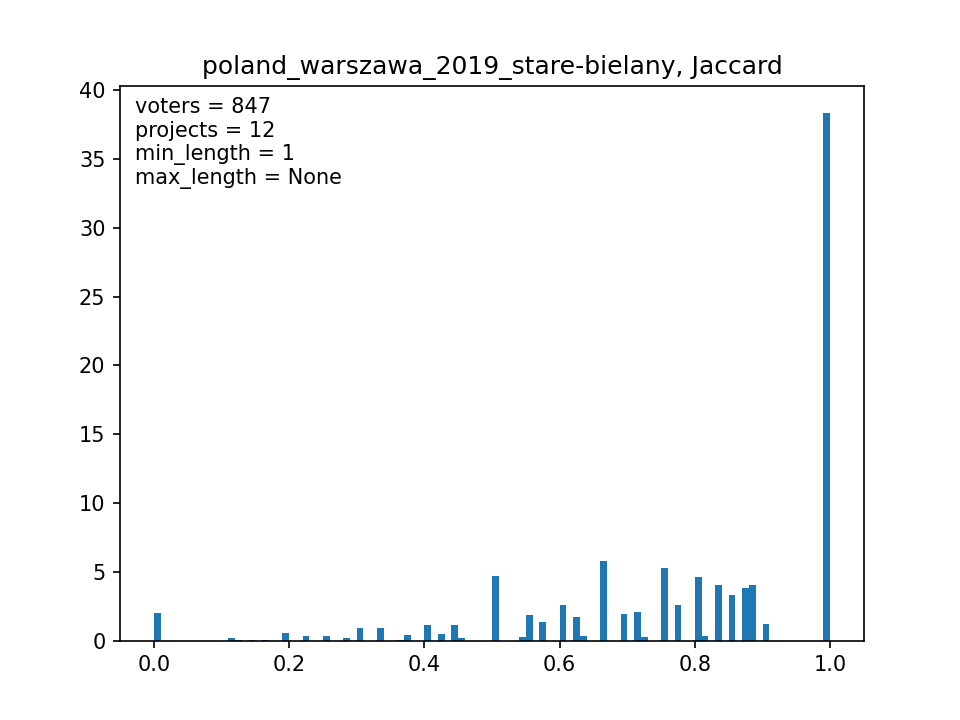 poland_warszawa_2019_stare-bielany, Jaccard
voters = 847
projects = 12
min_length = 1
max_length = None
40
35
30
25
20
15
10
5
0
0.0 0.2 0.4 0.6 0.8 1.0